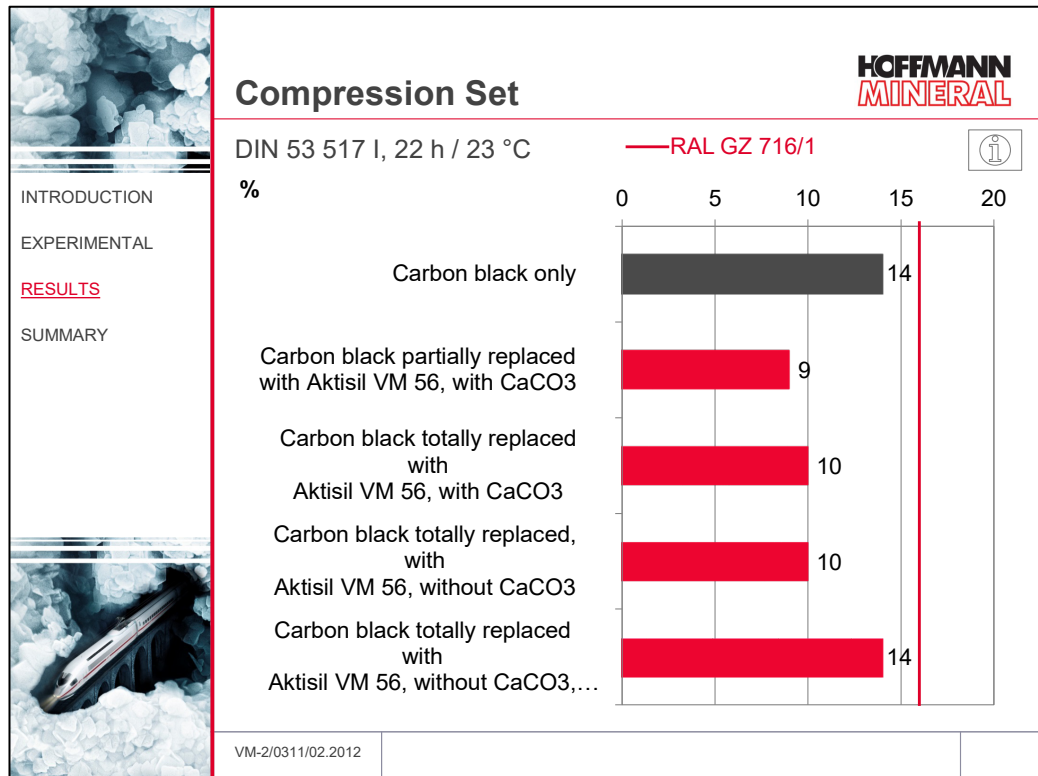 Compression Set
HOFFMANN
MINERAL
DIN 53 517 I, 22 h / 23 °C
RAL GZ 716/1
i
INTRODUCTION
EXPERIMENTAL
RESULTS
SUMMARY
%
0 5 10 15 20
Carbon black only
14
Carbon black partially replaced
with Aktisil VM 56, with CaCO3
9
Carbon black totally replaced
with
Aktisil VM 56, with CaCO3
10
Carbon black totally replaced,
with
Aktisil VM 56, without CaCO3
10
Carbon black totally replaced
with
Aktisil VM 56, without CaCO3,…
14
VM-2/0311/02.2012